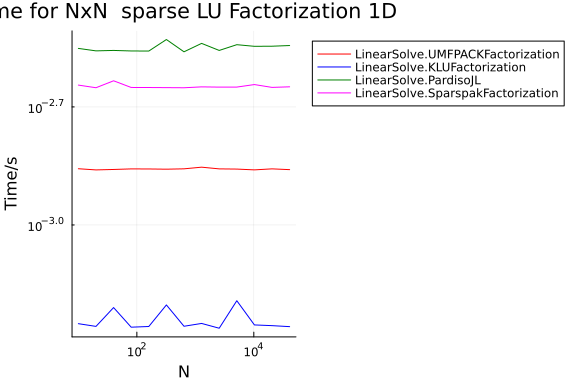 me for NxN sparse LU Factorization 1D
LinearSolve.UMFPACKFactorization
LinearSolve.KLUFactorization
LinearSolve.PardisoJL
LinearSolve.SparspakFactorization
10^−2.7
Time/s
10^−3.0
10^2 10^4
N